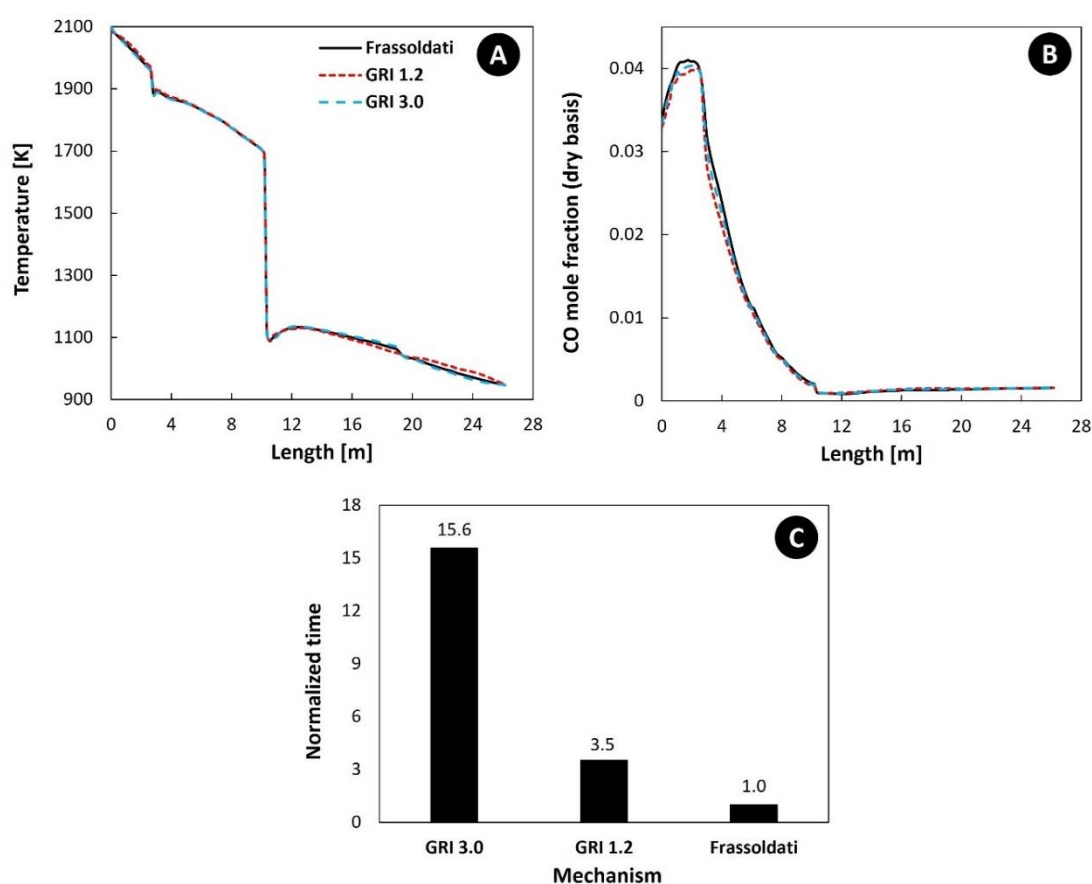 A
Frassoldati
GRI 1.2
GRI 3.0
Temperature [K]
2100
1900
1700
1500
1300
1100
900
0 4 8 12 16 20 24 28
Length [m]
B
CO mole fraction (dry basis)
0.04
0.03
0.02
0.01
0
0 4 8 12 16 20 24 28
Length [m]
C
Normalized time
18
15
12
9
6
3
0
15.6
3.5
1.0
GRI 3.0 GRI 1.2 Frassoldati
Mechanism